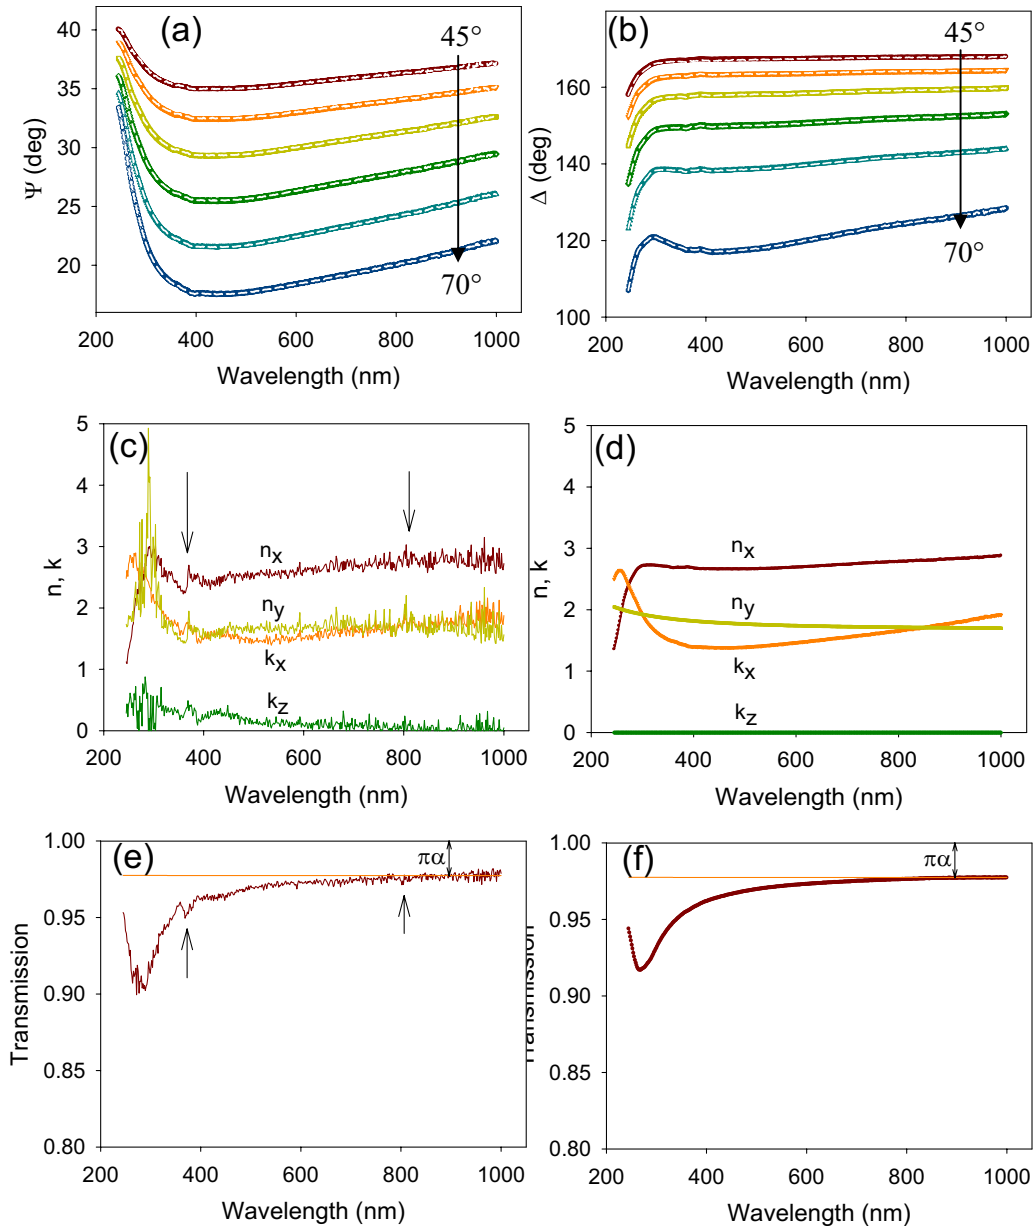 (a)
45°
70°
Ψ (deg)
40
35
30
25
20
200 400 600 800 1000
Wavelength (nm)
(b)
45°
70°
Δ (deg)
160
140
120
100
200 400 600 800 1000
Wavelength (nm)
(c)
n, k
5
4
3
2
1
0
nx
ny
kx
kz
200 400 600 800 1000
Wavelength (nm)
(d)
n, k
5
4
3
2
1
0
nx
ny
kx
kz
200 400 600 800 1000
Wavelength (nm)
(e)
πα
Transmission
1.00
0.95
0.90
0.85
0.80
200 400 600 800 1000
Wavelength (nm)
(f)
πα
Transmission
1.00
0.95
0.90
0.85
0.80
200 400 600 800 1000
Wavelength (nm)